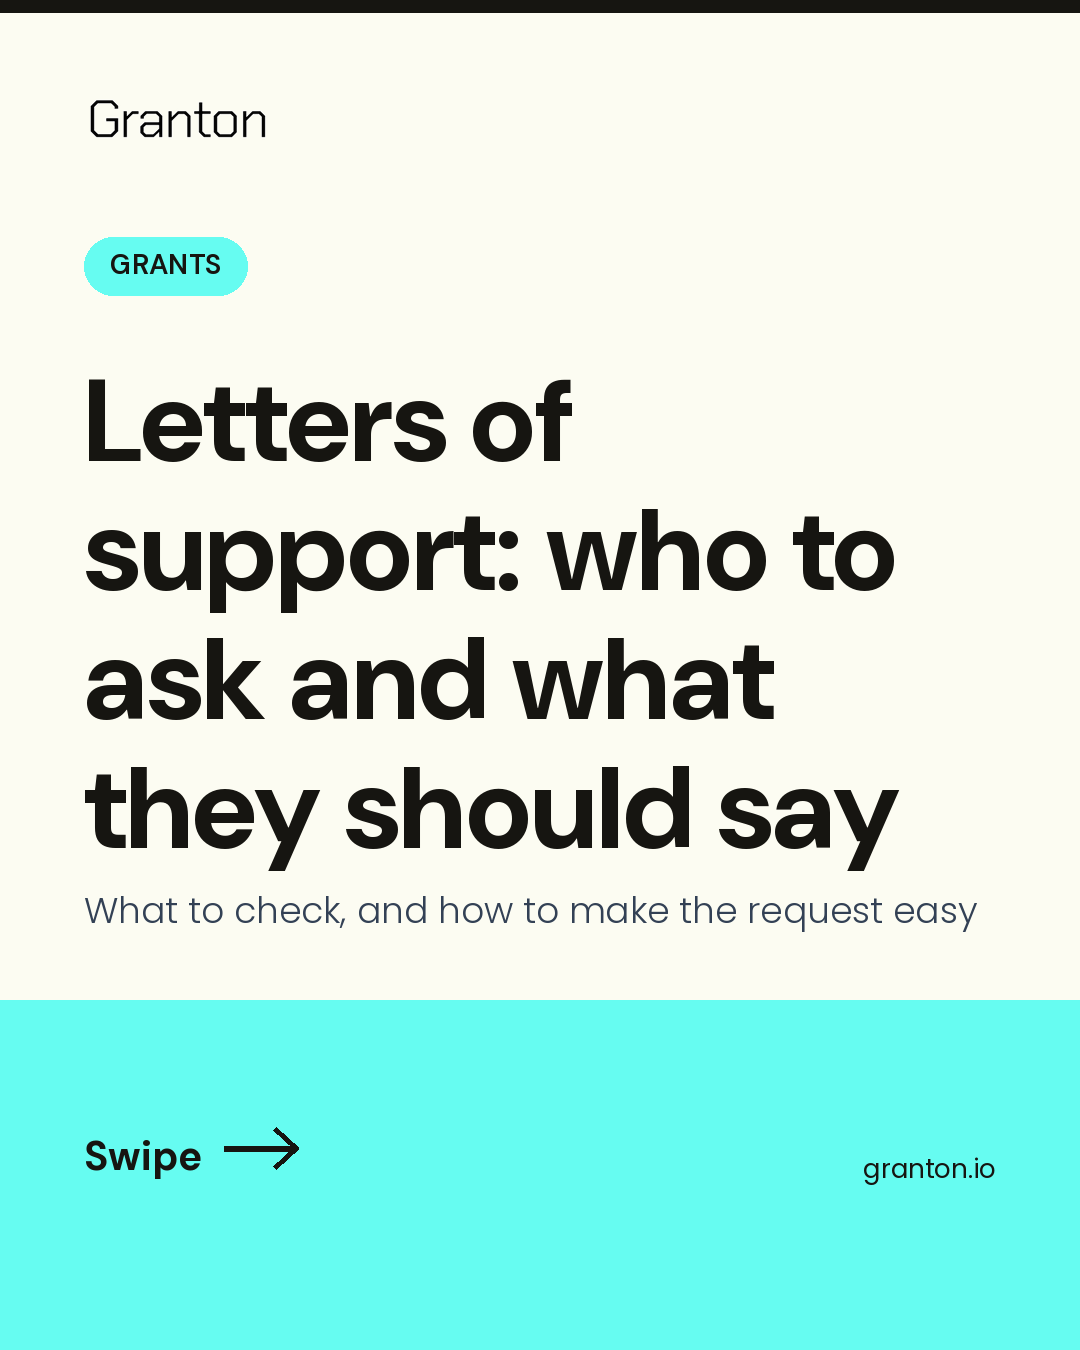 Granton
GRANTS
Letters of
support: who to
ask and what
they should say
What to check, and how to make the request easy
Swipe
granton.io